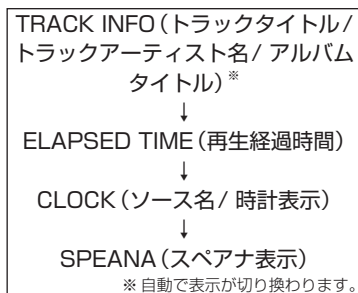 TRACK INFO（トラックタイトル/
トラックアーティスト名/ アルバム
タイトル）※
↓
ELAPSED TIME（再生経過時間）
↓
CLOCK（ソース名/ 時計表示）
↓
SPEANA（スペアナ表示）
※ 自動で表示が切り換わります。